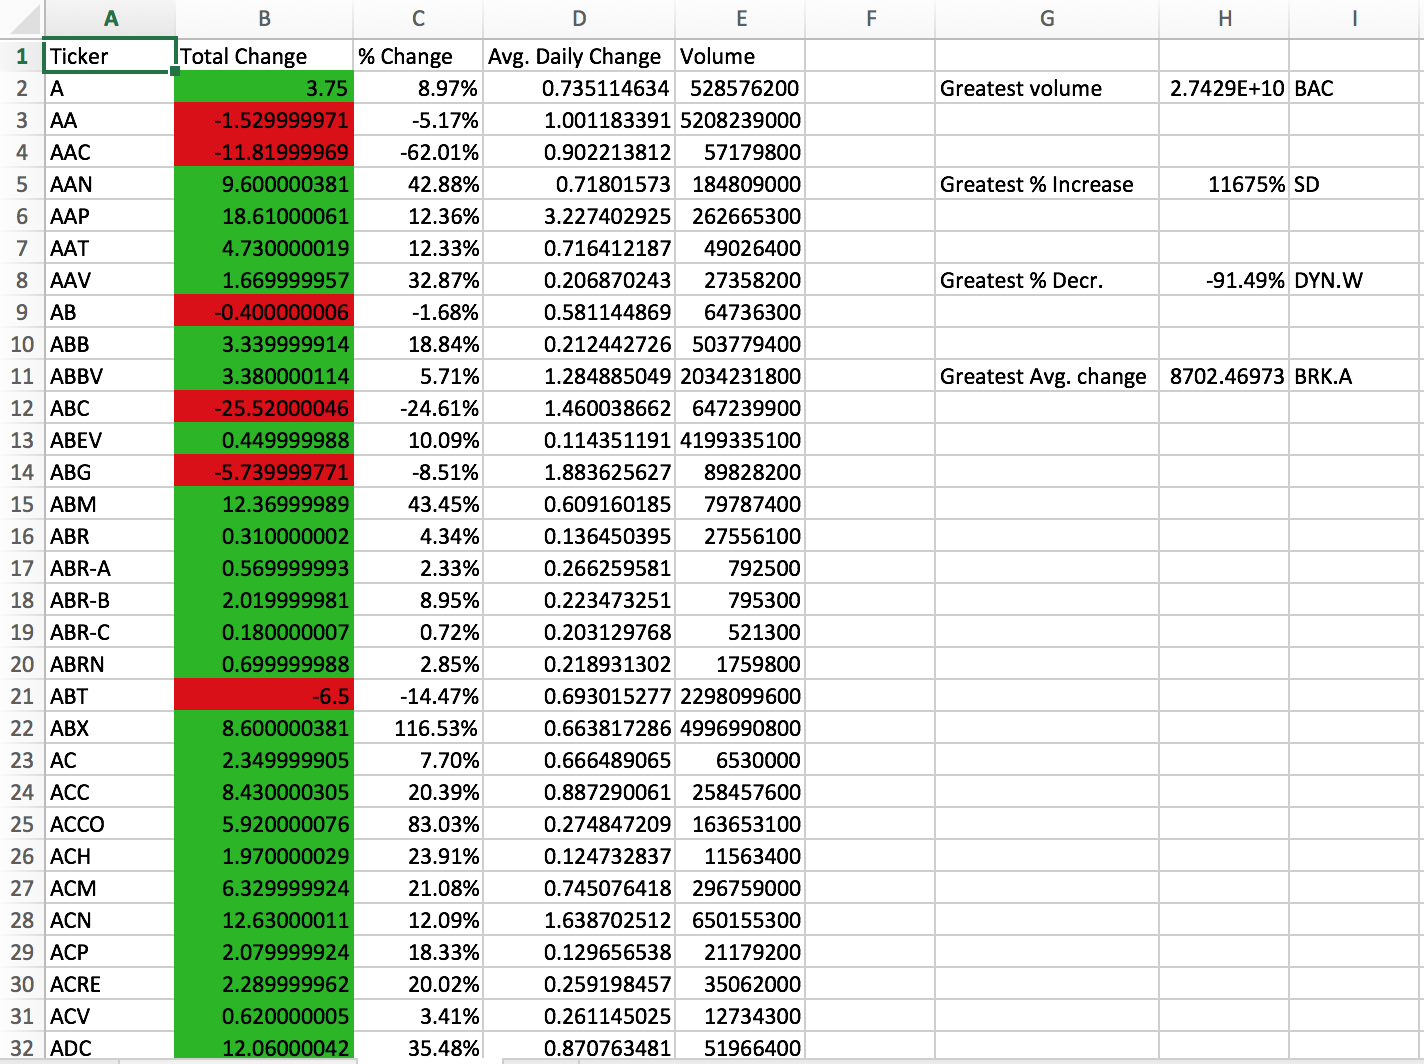 A B C D E F G H I
1 Ticker Total Change % Change Avg. Daily Change Volume
2 A 3.75 8.97% 0.735114634 528576200 Greatest volume 2.7429E+10 BAC
3 AA -1.529999971 -5.17% 1.001183391 5208239000
4 AAC -11.81999969 -62.01% 0.902213812 57179800
5 AAN 9.600000381 42.88% 0.71801573 184809000 Greatest % Increase 11675% SD
6 AAP 18.61000061 12.36% 3.227402925 262665300
7 AAT 4.730000019 12.33% 0.716412187 49026400
8 AAV 1.669999957 32.87% 0.206870243 27358200 Greatest % Decr. -91.49% DYN.W
9 AB -0.400000006 -1.68% 0.581144869 64736300
10 ABB 3.339999914 18.84% 0.212442726 503779400
11 ABBV 3.380000114 5.71% 1.284885049 2034231800 Greatest Avg. change 8702.46973 BRK.A
12 ABC -25.52000046 -24.61% 1.460038662 647239900
13 ABEV 0.449999988 10.09% 0.114351191 4199335100
14 ABG -5.739999771 -8.51% 1.883625627 89828200
15 ABM 12.36999989 43.45% 0.609160185 79787400
16 ABR 0.310000002 4.34% 0.136450395 27556100
17 ABR-A 0.569999993 2.33% 0.266259581 792500
18 ABR-B 2.019999981 8.95% 0.223473251 795300
19 ABR-C 0.180000007 0.72% 0.203129768 521300
20 ABRN 0.699999988 2.85% 0.218931302 1759800
21 ABT -6.5 -14.47% 0.693015277 2298099600
22 ABX 8.600000381 116.53% 0.663817286 4996990800
23 AC 2.349999905 7.70% 0.666489065 6530000
24 ACC 8.430000305 20.39% 0.887290061 258457600
25 ACCO 5.920000076 83.03% 0.274847209 163653100
26 ACH 1.970000029 23.91% 0.124732837 11563400
27 ACM 6.329999924 21.08% 0.745076418 296759000
28 ACN 12.63000011 12.09% 1.638702512 650155300
29 ACP 2.079999924 18.33% 0.129656538 21179200
30 ACRE 2.289999962 20.02% 0.259198457 35062000
31 ACV 0.620000005 3.41% 0.261145025 12734300
32 ADC 12.06000042 35.48% 0.870763481 51966400